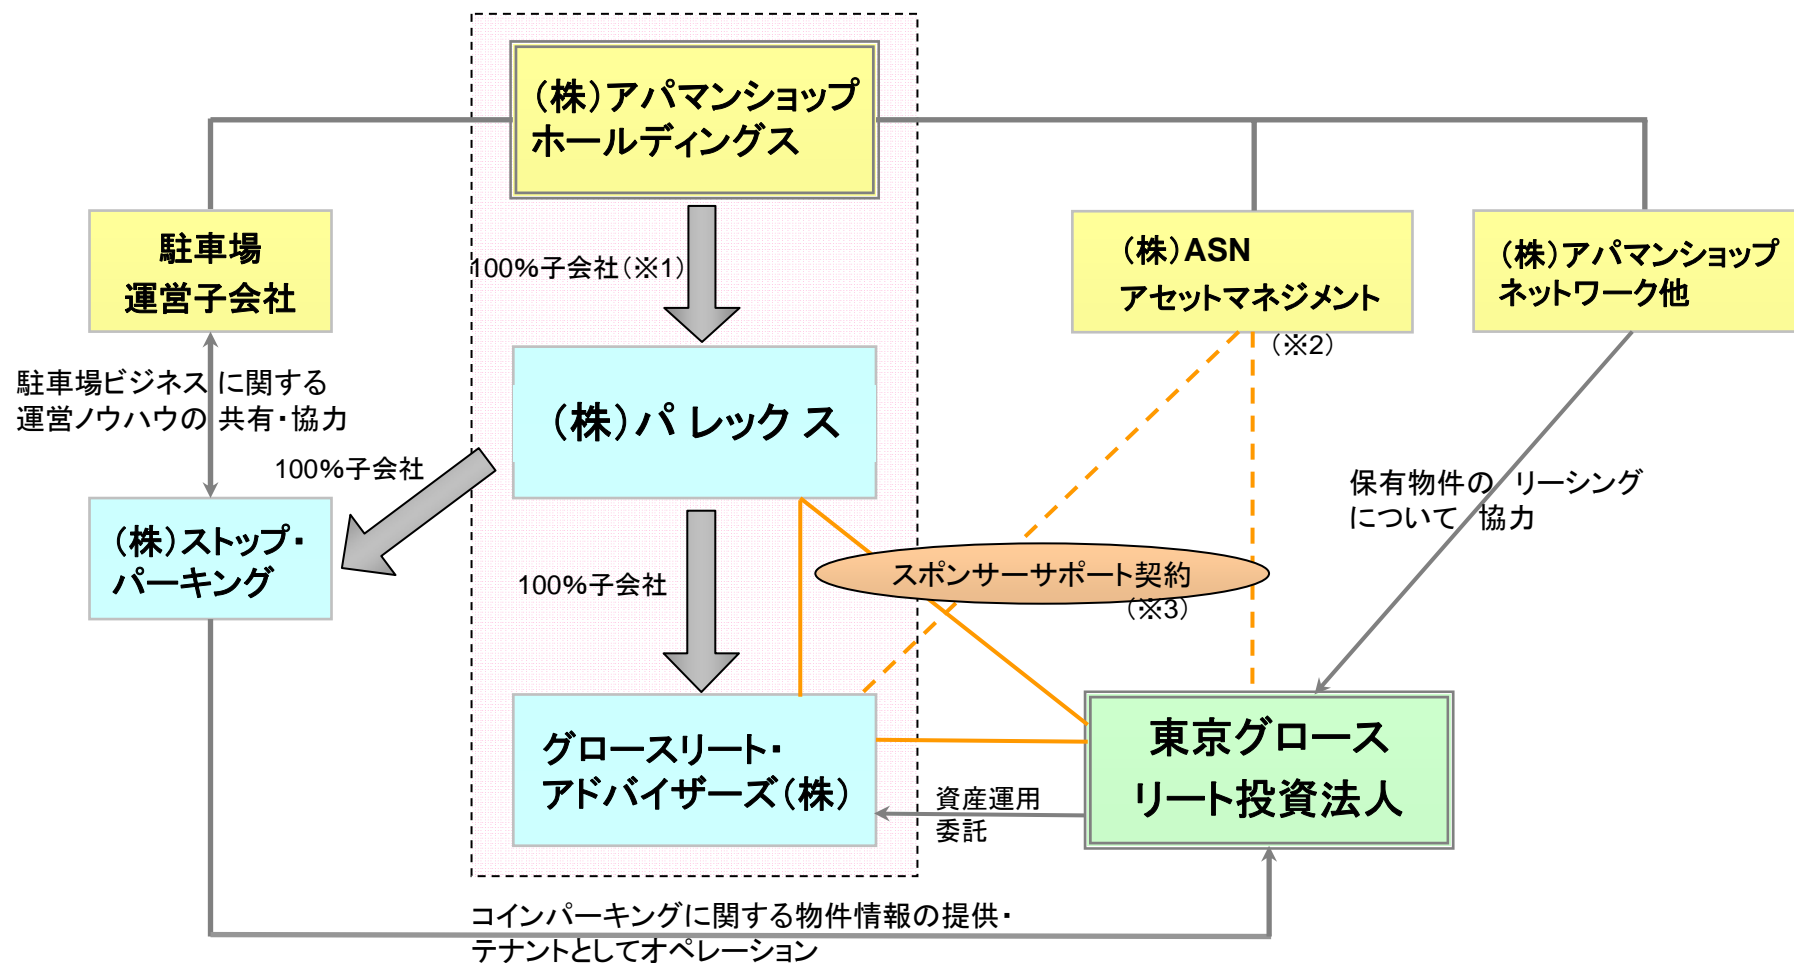 （株）アパマンショップ
ホールディングス
駐車場
運営子会社
100%子会社（※1）
（株）ASN
アセットマネジメント
（※2）
（株）アパマンショップ
ネットワーク他
駐車場ビジネスに関する
運営ノウハウの共有・協力
（株）パレックス
100%子会社
保有物件の リーシング
について 協力
（株）ストップ・
パーキング
100%子会社
スポンサーサポート契約
（※3）
グロースリート・
アドバイザーズ（株）
資産運用
委託
東京グロース
リート投資法人
コインパーキングに関する物件情報の提供・
テナントとしてオペレーション